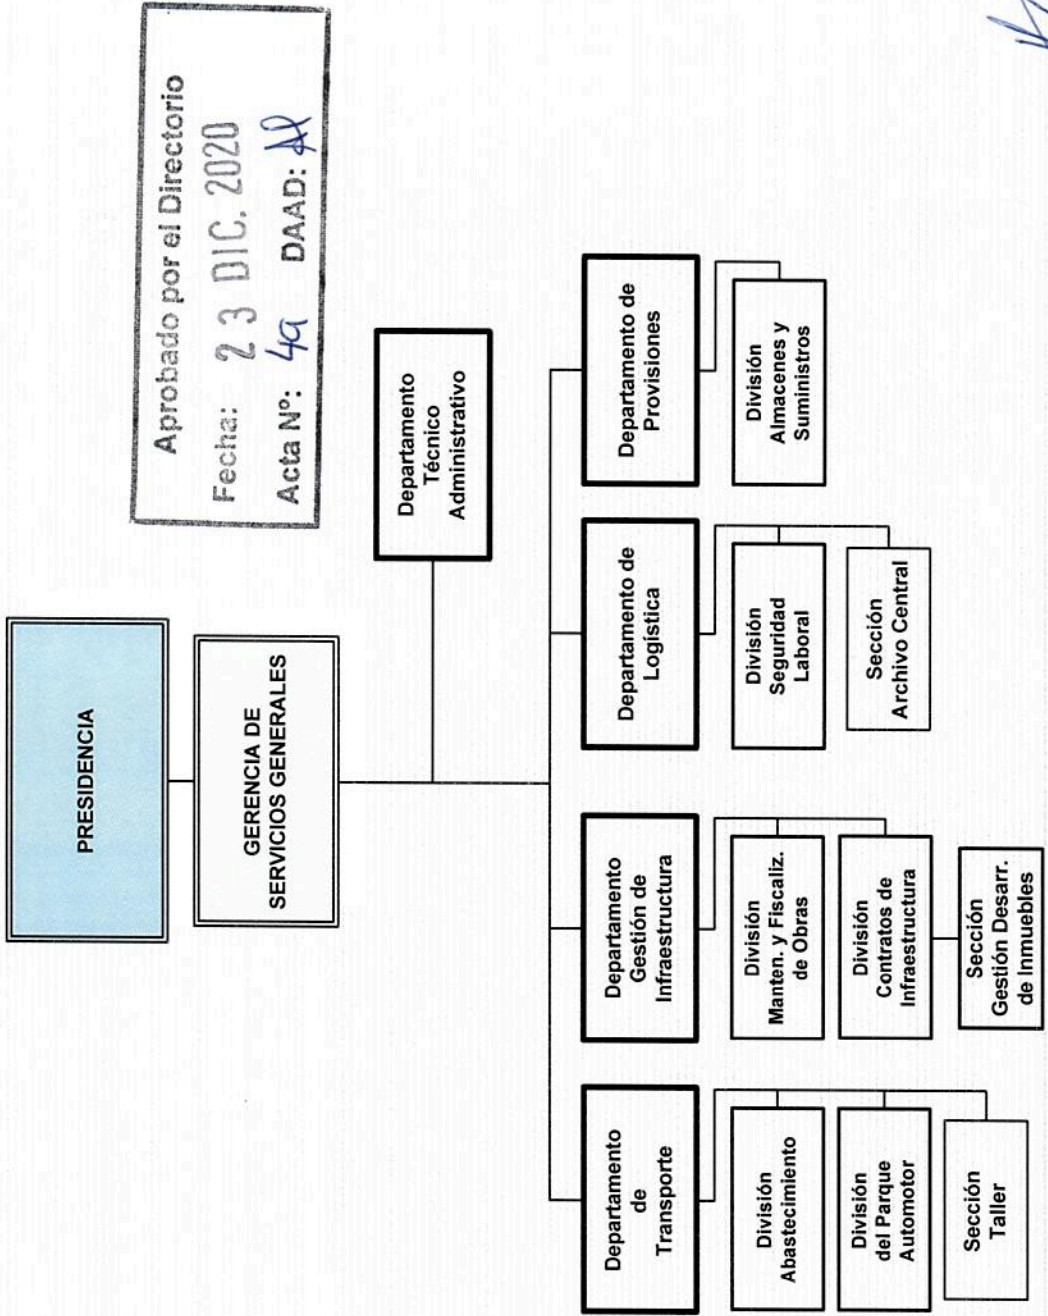 PRESIDENCIA
Aprobado por el Directorio
Fecha: 23 DIC. 2020
Acta N°: 49 DAAD:
GERENCIA DE
SERVICIOS GENERALES
Departamento
Técnico
Administrativo
Departamento
de
Transporte
División
Abastecimiento
División
del Parque
Automotor
Sección
Taller
Departamento
Gestión de
Infraestructura
División
Manten. y Fiscaliz.
de Obras
División
Contratos de
Infraestructura
Sección
Gestión Desarr.
de Inmuebles
Departamento de
Logística
División
Seguridad
Laboral
Sección
Archivo Central
Departamento de
Provisiones
División
Almacenes y
Suministros